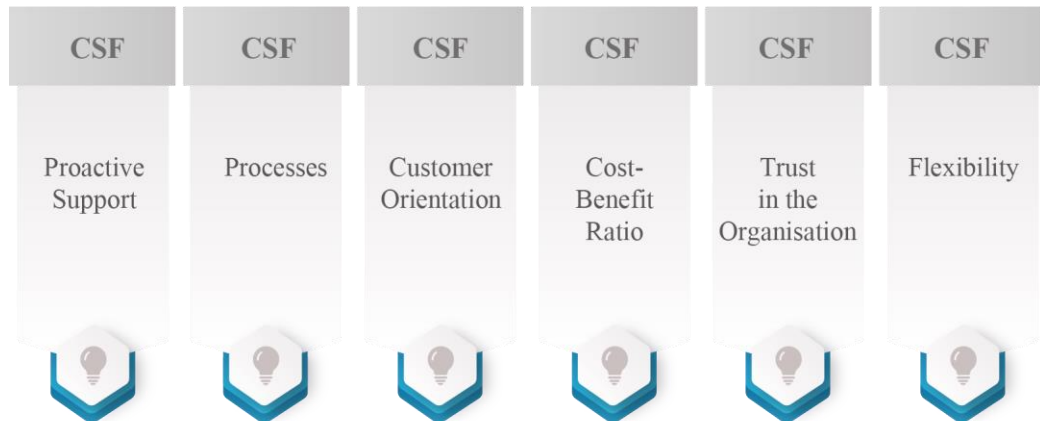 CSF
Proactive
Support
CSF
Processes
CSF
Customer
Orientation
CSF
Cost-
Benefit
Ratio
CSF
Trust
in the
Organisation
CSF
Flexibility